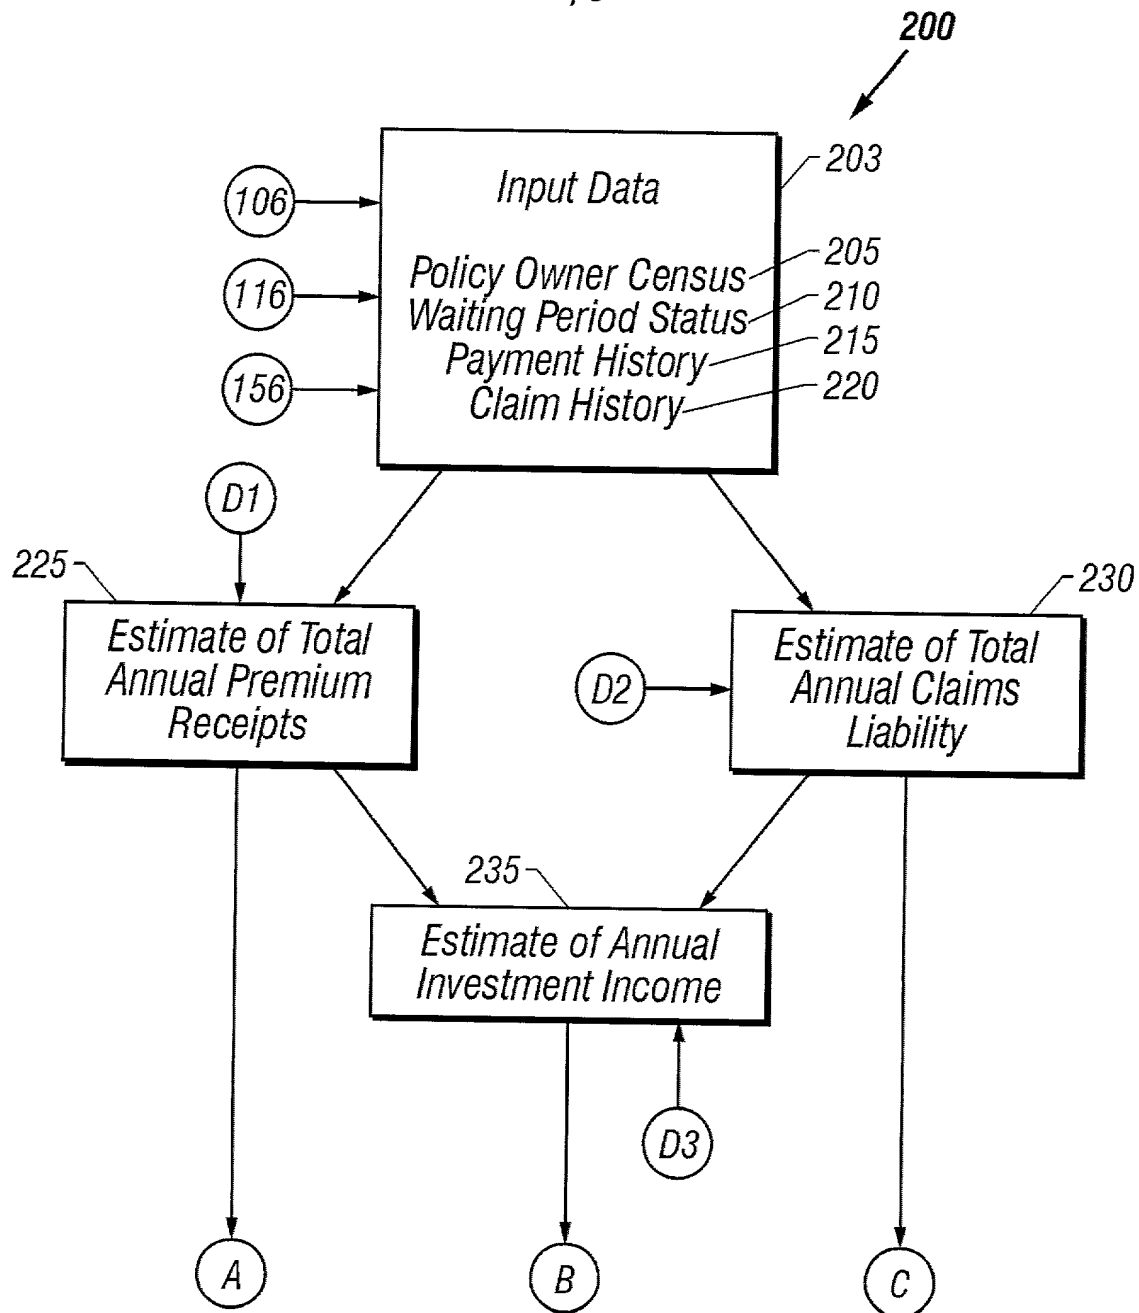 200
203
106
Input Data
116
Policy Owner Census
205
Waiting Period Status
210
Payment History
215
156
Claim History
220
D1
225
230
Estimate of Total
Annual Premium
Receipts
D2
Estimate of Total
Annual Claims
Liability
235
Estimate of Annual
Investment Income
D3
A
B
C